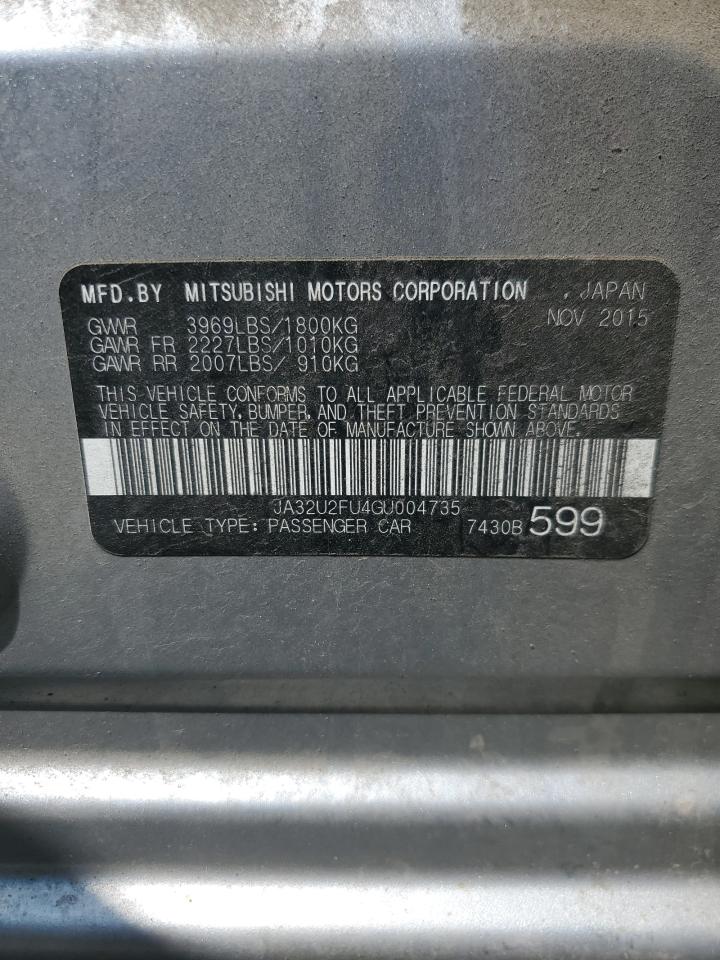 MFD.BY MITSUBISHI MOTORS CORPORATION , JAPAN
GVWR 3969LBS/1800KG NOV 2015
GAWR FR 2227LBS/1010KG
GAWR RR 2007LBS/ 910KG
THIS VEHICLE CONFORMS TO ALL APPLICABLE FEDERAL MOTOR
VEHICLE SAFETY, BUMPER, AND THEFT PREVENTION STANDARDS
IN EFFECT ON THE DATE OF MANUFACTURE SHOWN ABOVE.
JA32U2FU4GU004735
VEHICLE TYPE: PASSENGER CAR 7430B 599